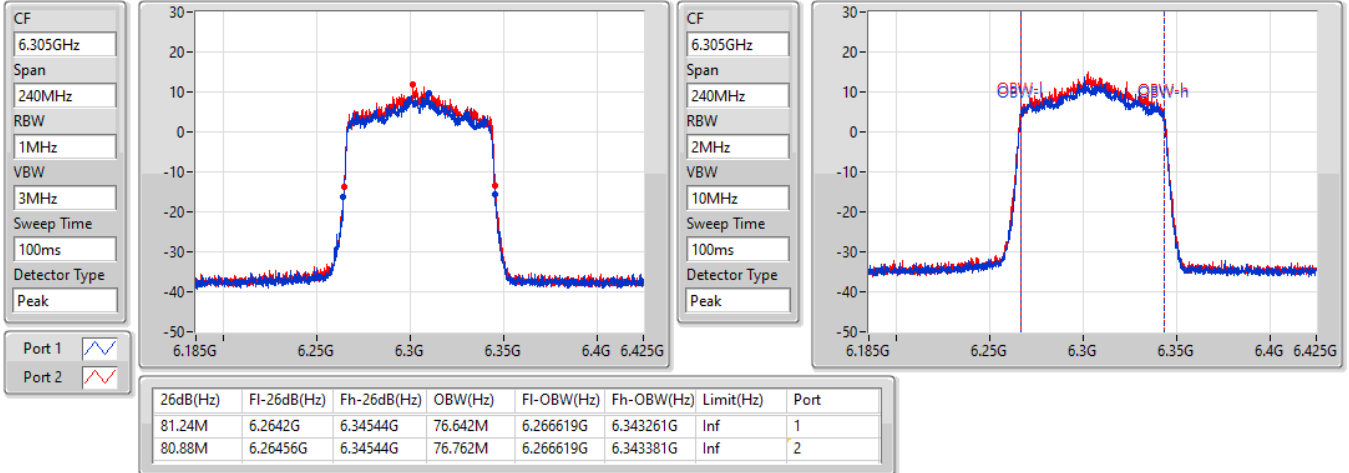 CF
6.305GHz
Span
240MHz
RBW
1MHz
VBW
3MHz
Sweep Time
100ms
Detector Type
Peak
30
20
10
0
-10
-20
-30
-40
-50
6.185G 6.25G 6.3G 6.35G 6.4G 6.425G
CF
6.305GHz
Span
240MHz
RBW
2MHz
VBW
10MHz
Sweep Time
100ms
Detector Type
Peak
30
20
10
0
-10
-20
-30
-40
-50
OBW-l OBW-h
6.185G 6.25G 6.3G 6.35G 6.4G 6.425G
Port 1
Port 2
26dB(Hz) Fl-26dB(Hz) Fh-26dB(Hz) OBW(Hz) Fl-OBW(Hz) Fh-OBW(Hz) Limit(Hz) Port
81.24M 6.2642G 6.34544G 76.642M 6.266619G 6.343261G Inf 1
80.88M 6.26456G 6.34544G 76.762M 6.266619G 6.343381G Inf 2